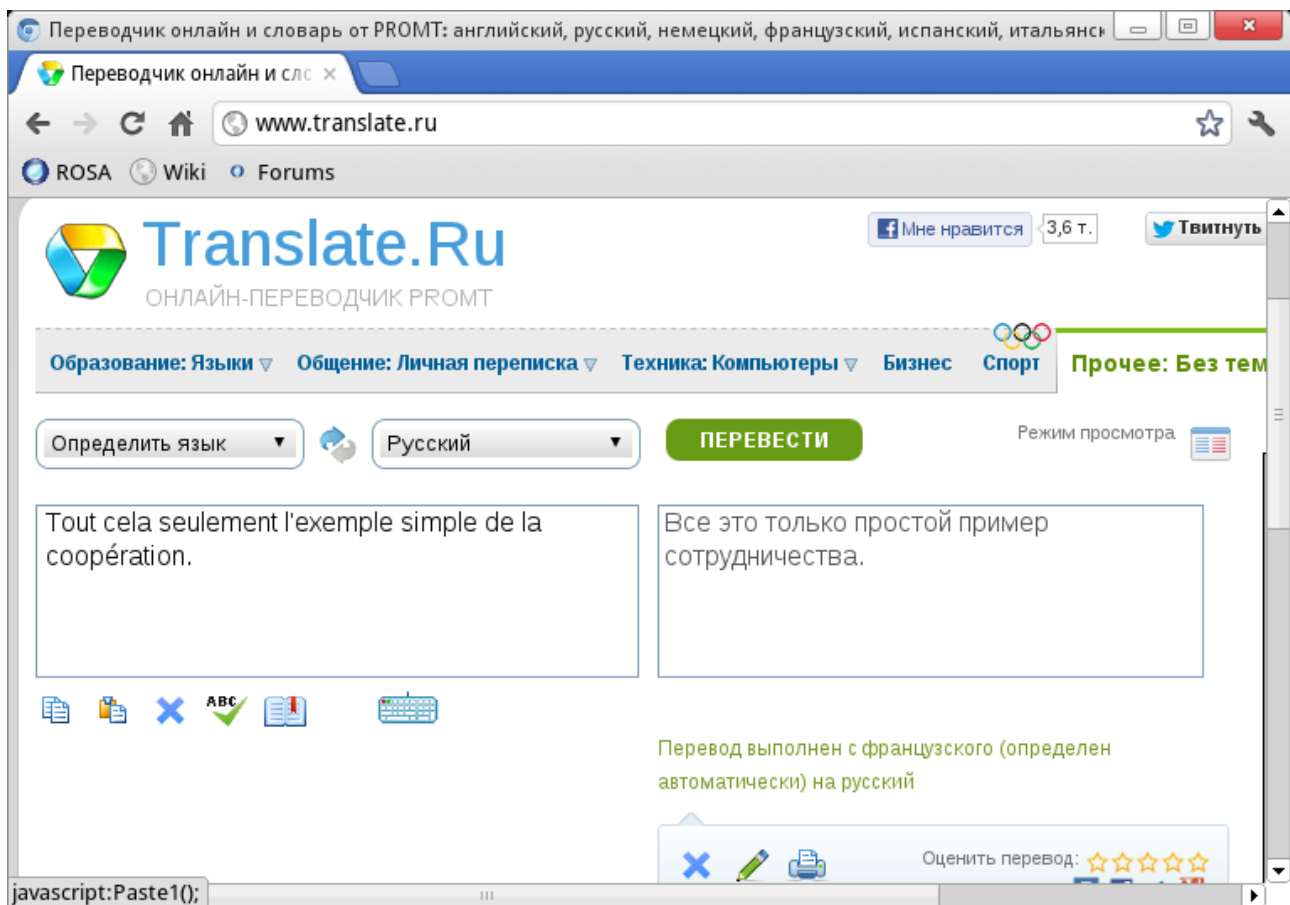 Переводчик онлайн и словарь от PROMT: английский, русский, немецкий, французский, испанский, итальянск
Переводчик онлайн и сло
www.translate.ru
ROSA Wiki Forums
Translate.Ru
ОНЛАЙН-ПЕРЕВОДЧИК PROMT
Мне нравится 3,6 т. Твитнуть
Образование: Языки Общение: Личная переписка Техника: Компьютеры Бизнес Спорт Прочее: Без тем
Определить язык Русский ПЕРЕВЕСТИ Режим просмотра
Tout cela seulement l'exemple simple de la
coopération.
Все это только простой пример
сотрудничества.
ABC
Перевод выполнен с французского (определен
автоматически) на русский
Оценить перевод:
javascript:Paste1();